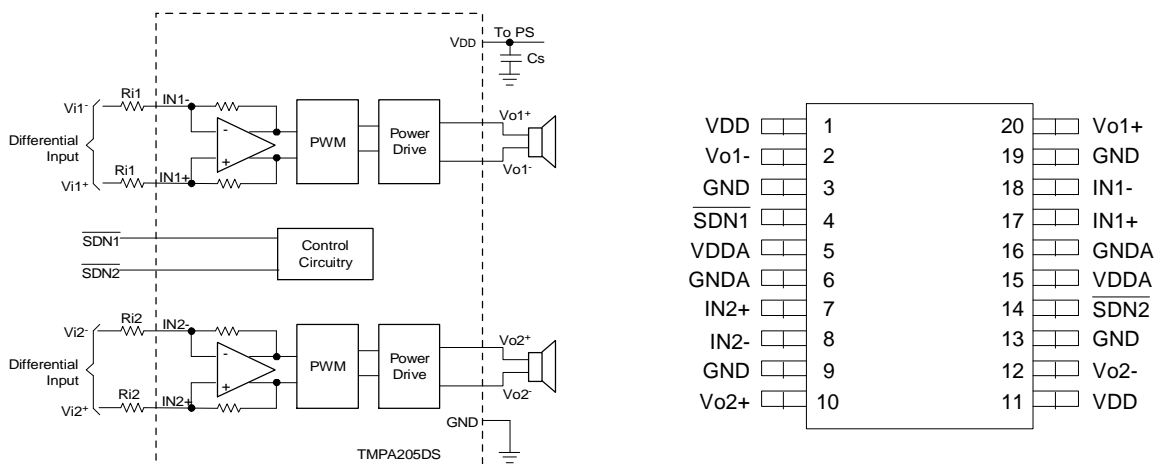 To PS
VDD
Cs
Vi1-
Ri1
IN1-
Differential
Input
PWM
Power
Drive
Vo1+
Vo1-
Vi1+
Ri1
IN1+
-
+
SDN1
SDN2
Control
Circuitry
Vi2-
Ri2
IN2-
Differential
Input
PWM
Power
Drive
Vo2+
Vo2-
Vi2+
Ri2
IN2+
-
+
GND
TMPA205DS
VDD 1 20 Vo1+
Vo1- 2 19 GND
GND 3 18 IN1-
SDN1 4 17 IN1+
VDDA 5 16 GNDA
GNDA 6 15 VDDA
IN2+ 7 14 SDN2
IN2- 8 13 GND
GND 9 12 Vo2-
Vo2+ 10 11 VDD